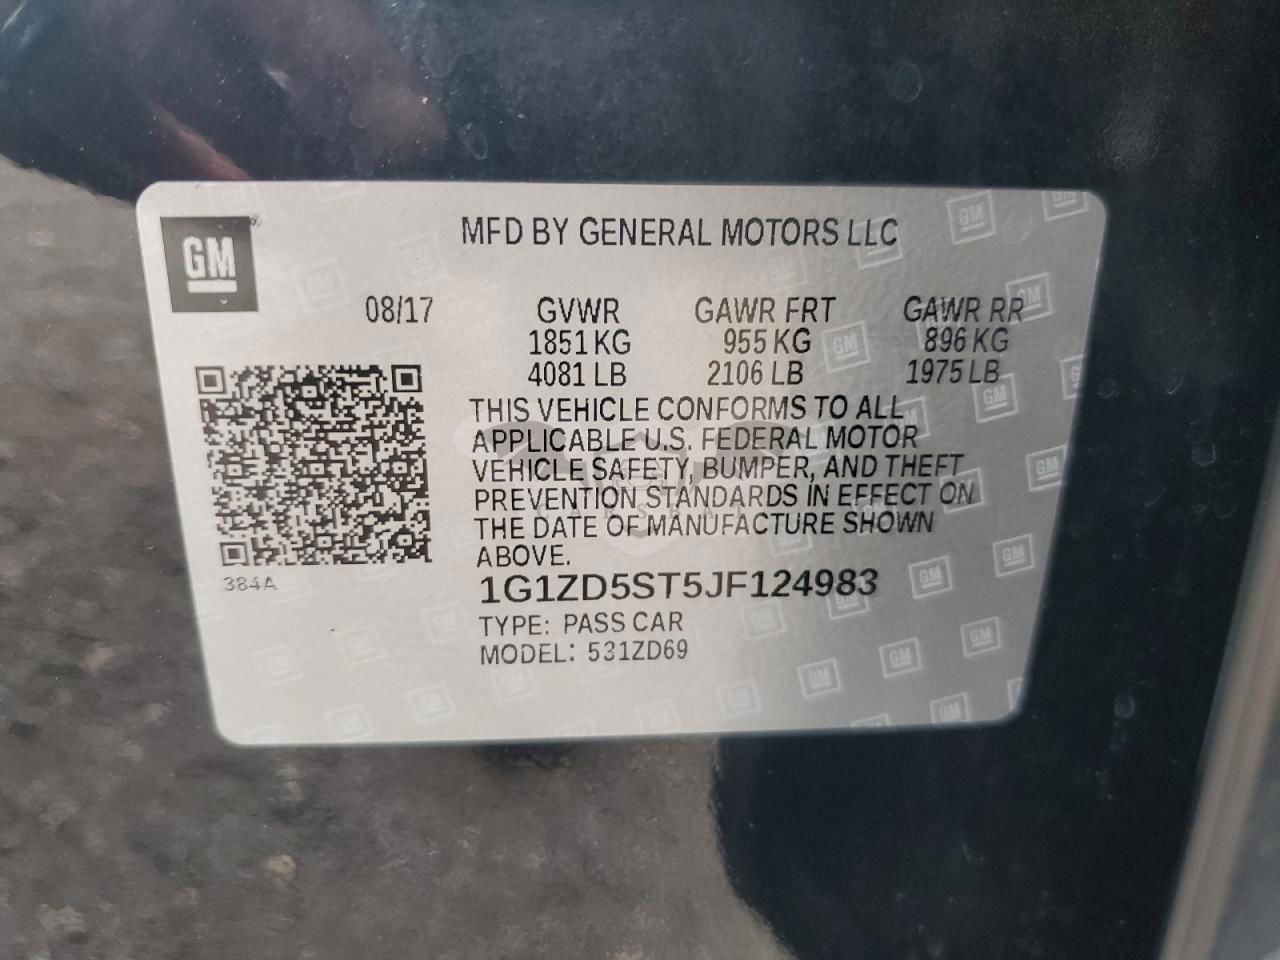 GM
MFD BY GENERAL MOTORS LLC
08/17 GVWR GAWR FRT GAWR RR
1851 KG 955 KG 896 KG
4081 LB 2106 LB 1975 LB
THIS VEHICLE CONFORMS TO ALL
APPLICABLE U.S. FEDERAL MOTOR
VEHICLE SAFETY, BUMPER, AND THEFT
PREVENTION STANDARDS IN EFFECT ON
THE DATE OF MANUFACTURE SHOWN
ABOVE.
384A
1G1ZD5ST5JF124983
TYPE: PASS CAR
MODEL: 531ZD69